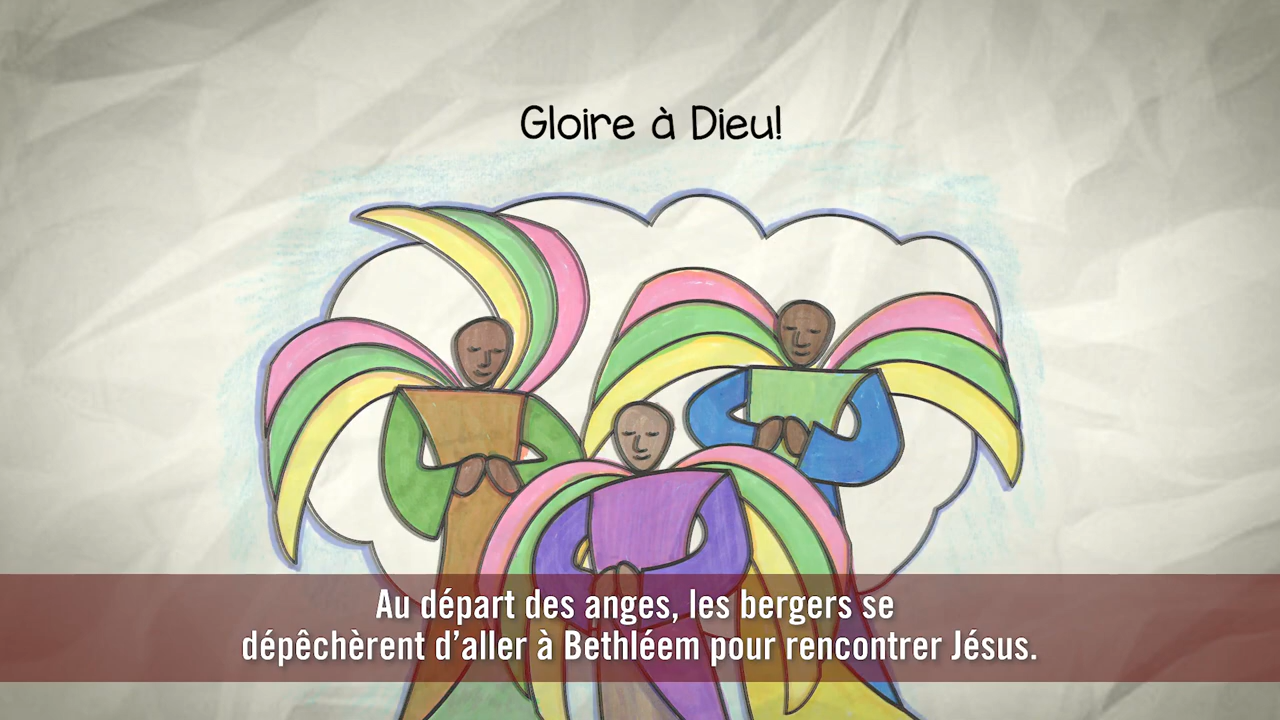 Gloire à Dieu!
Au départ des anges, les bergers se
dépêchèrent d’aller à Bethléem pour rencontrer Jésus.